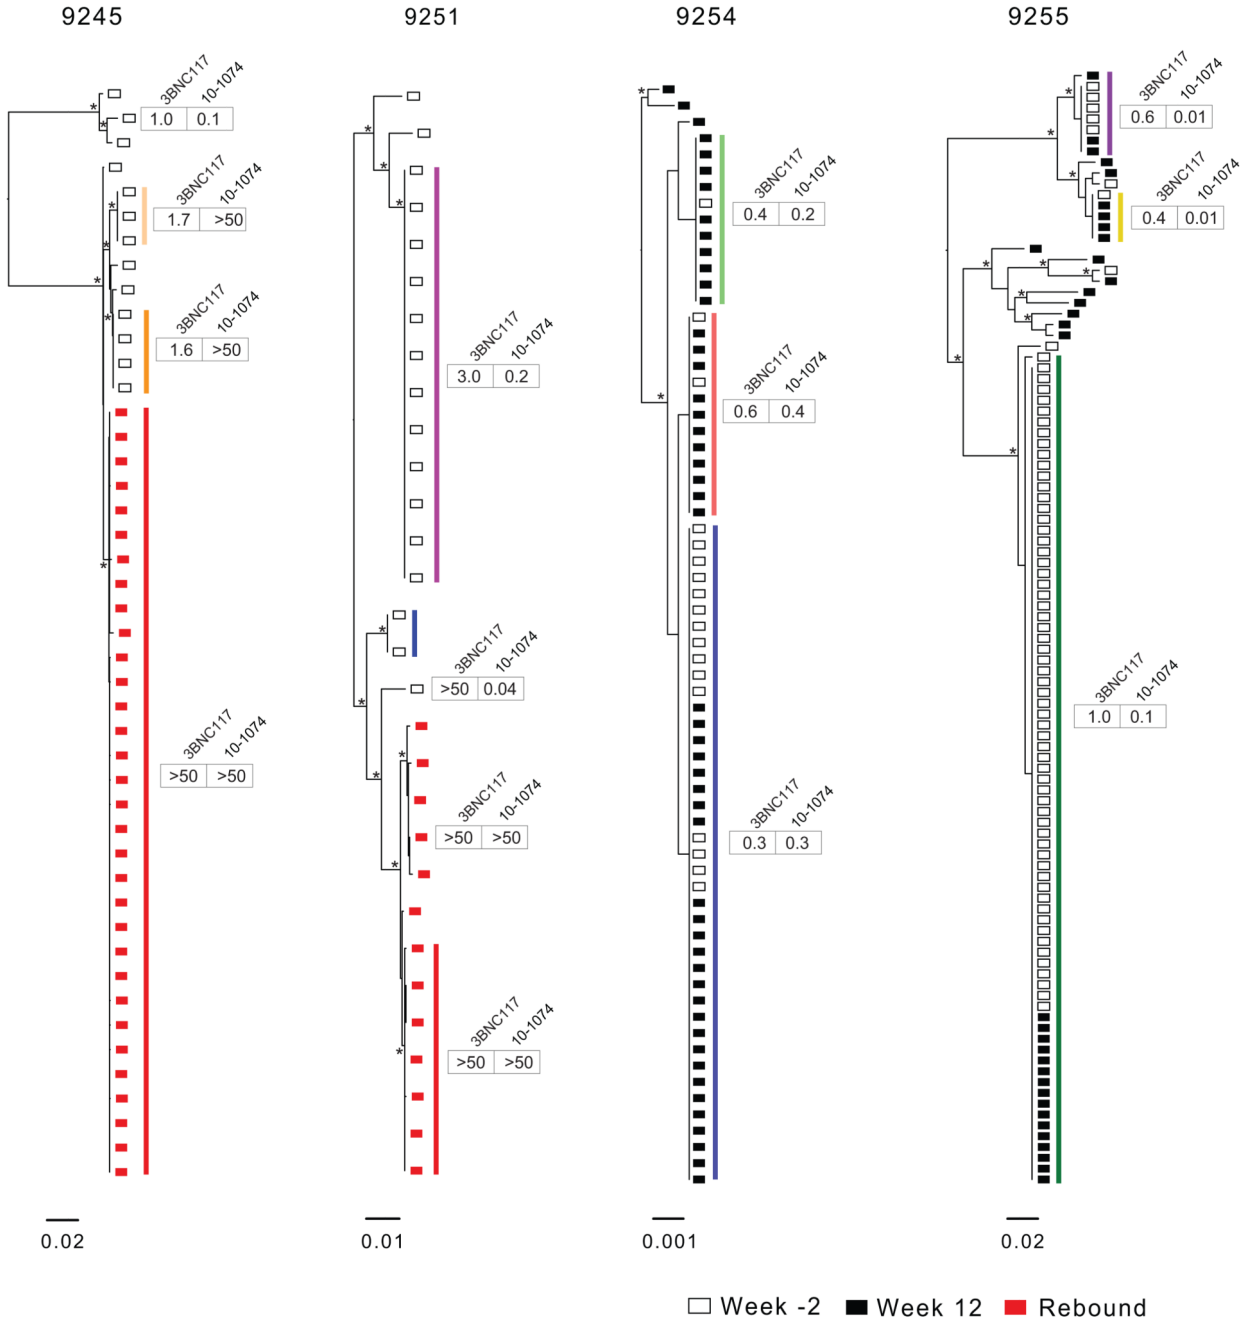 9245
9251
9254
9255
3BNC117 10-1074
1.0 0.1
3BNC117 10-1074
1.7 >50
3BNC117 10-1074
1.6 >50
3BNC117 10-1074
>50 >50
0.02
3BNC117 10-1074
3.0 0.2
3BNC117 10-1074
>50 0.04
3BNC117 10-1074
>50 >50
3BNC117 10-1074
>50 >50
0.01
3BNC117 10-1074
0.4 0.2
3BNC117 10-1074
0.6 0.4
3BNC117 10-1074
0.3 0.3
0.001
3BNC117 10-1074
0.6 0.01
3BNC117 10-1074
0.4 0.01
3BNC117 10-1074
1.0 0.1
0.02
Week -2 Week 12 Rebound